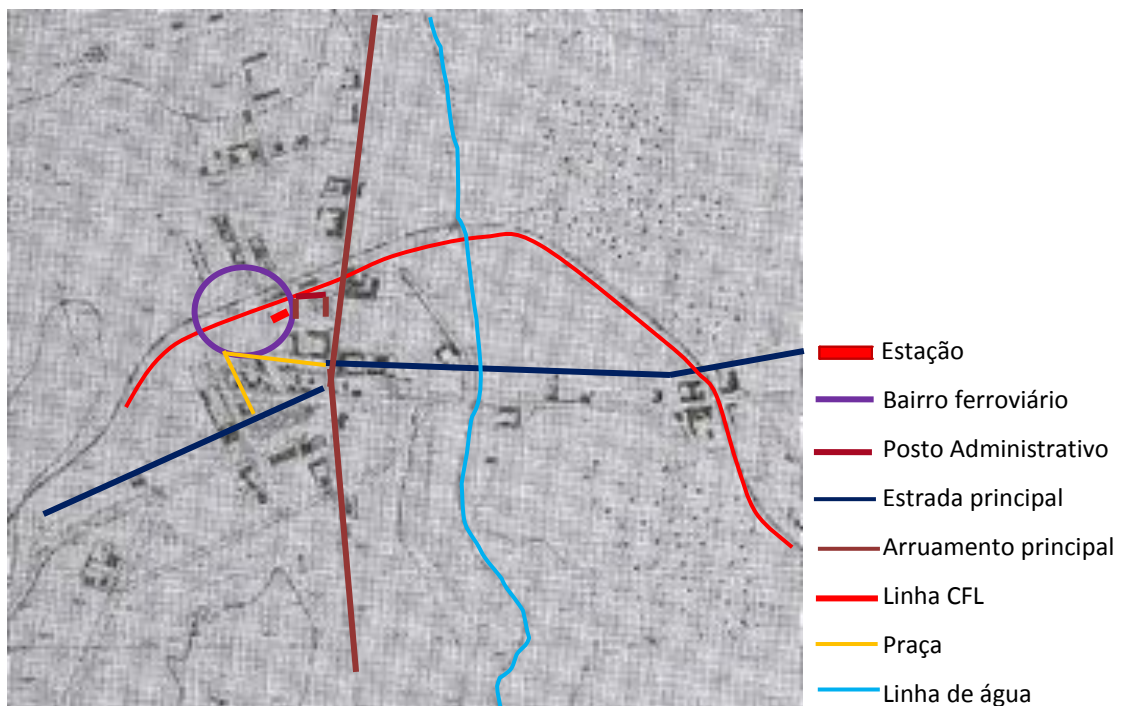 Estação
Bairro ferroviário
Posto Administrativo
Estrada principal
Arruamento principal
Linha CFL
Praça
Linha de água